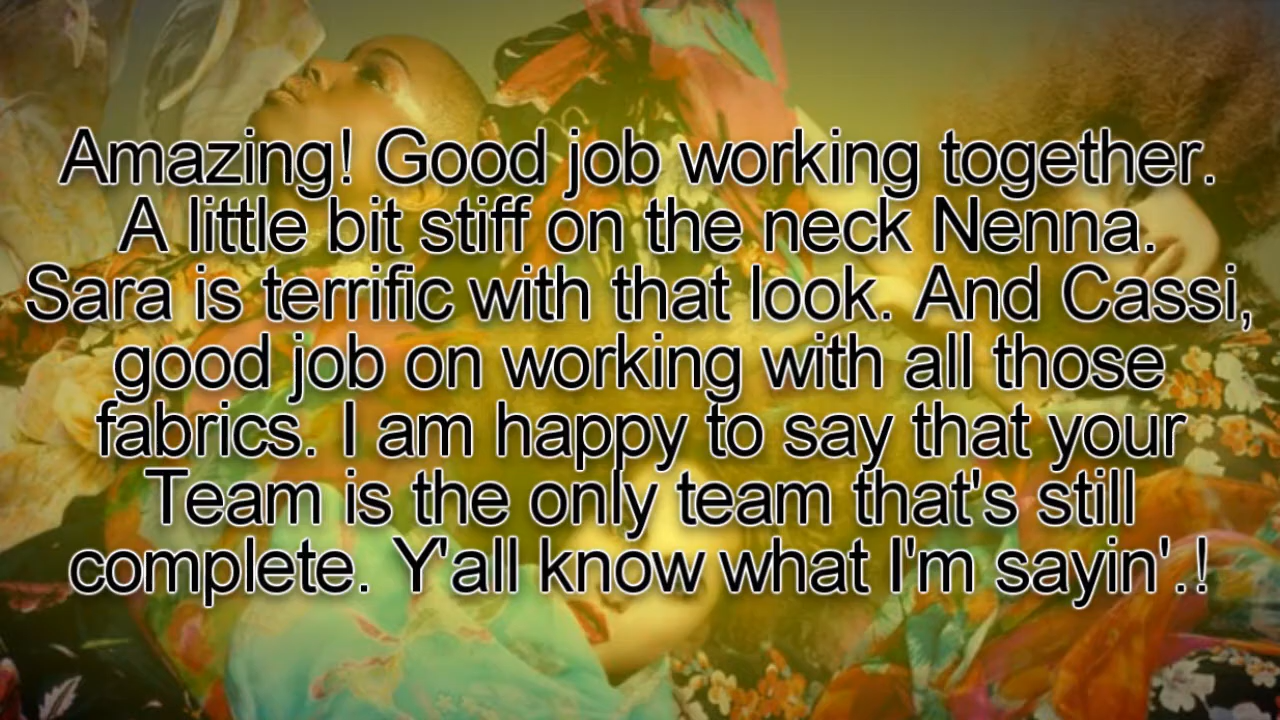 Amazing! Good job working together.
A little bit stiff on the neck Nenna.
Sara is terrific with that look. And Cassi,
good job on working with all those
fabrics. I am happy to say that your
Team is the only team that's still
complete. Y'all know what I'm sayin'.!